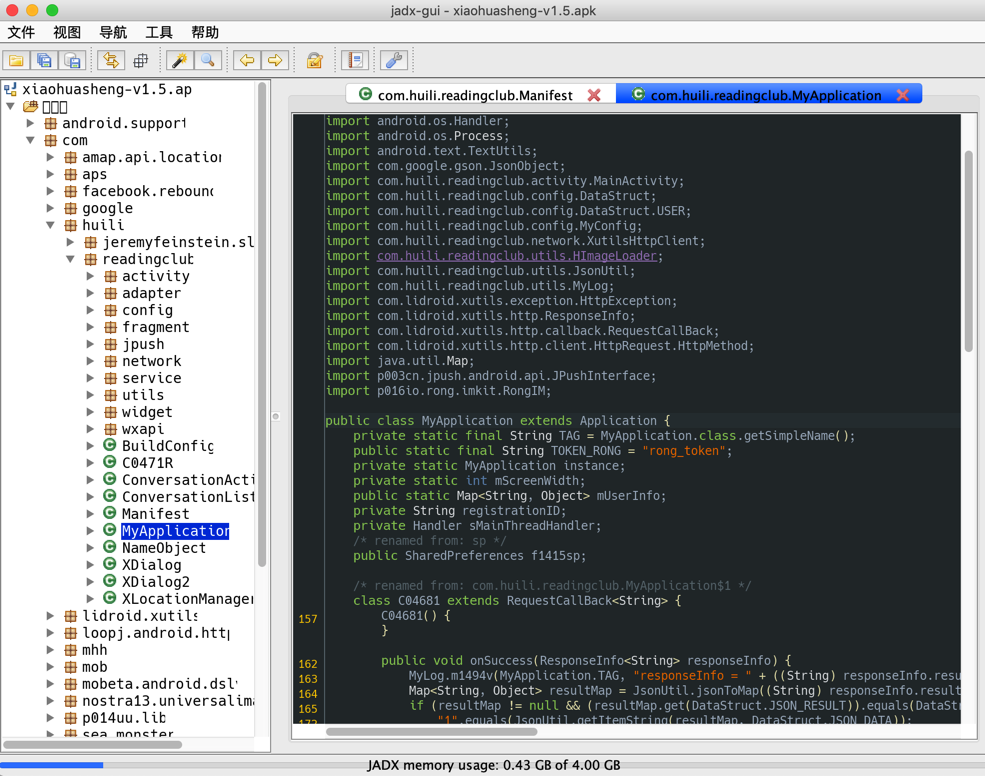 jadx-gui - xiaohuasheng-v1.5.apk
文件 视图 导航 工具 帮助
xiaohuasheng-v1.5.ap
android.support
com
amap.api.location
aps
facebook.rebound
google
huili
jeremyfeinstein.sl
readingclub
activity
adapter
config
fragment
jpush
network
service
utils
widget
wxapi
BuildConfig
C0471R
ConversationActi
ConversationList
Manifest
MyApplication
NameObject
XDialog
XDialog2
XLocationManager
lidroid.xutils
loopj.android.http
mhh
mob
mobeta.android.dslv
nostra13.universalima
p014uu.lib
sea_monster
com.huili.readingclub.Manifest
com.huili.readingclub.MyApplication
import android.os.Handler;
import android.os.Process;
import android.text.TextUtils;
import com.google.gson.JsonObject;
import com.huili.readingclub.activity.MainActivity;
import com.huili.readingclub.config.DataStruct;
import com.huili.readingclub.config.DataStruct.USER;
import com.huili.readingclub.config.MyConfig;
import com.huili.readingclub.network.XutilsHttpClient;
import com.huili.readingclub.utils.HImageLoader;
import com.huili.readingclub.utils.JsonUtil;
import com.huili.readingclub.utils.MyLog;
import com.lidroid.xutils.exception.HttpException;
import com.lidroid.xutils.http.ResponseInfo;
import com.lidroid.xutils.http.callback.RequestCallBack;
import com.lidroid.xutils.http.client.HttpRequest.HttpMethod;
import java.util.Map;
import p003cn.jpush.android.api.JPushInterface;
import p016io.rong.imkit.RongIM;
public class MyApplication extends Application {
private static final String TAG = MyApplication.class.getSimpleName();
public static final String TOKEN_RONG = "rong_token";
private static MyApplication instance;
private static int mScreenWidth;
public static Map<String, Object> mUserInfo;
private String registrationID;
private Handler sMainThreadHandler;
/* renamed from: sp */
public SharedPreferences f1415sp;
/* renamed from: com.huili.readingclub.MyApplication$1 */
class C04681 extends RequestCallBack<String> {
157 C04681() {
}
162 public void onSuccess(ResponseInfo<String> responseInfo) {
163 MyLog.m1494v(MyApplication.TAG, "responseInfo = " + ((String) responseInfo.resu
164 Map<String, Object> resultMap = JsonUtil.jsonToMap((String) responseInfo.result
165 if (resultMap != null && (resultMap.get(DataStruct.JSON_RESULT)).equals(DataStr
172 "1".equals(JsonUtil.getItemString(resultMap, DataStruct.JSON_DATA));
JADX memory usage: 0.43 GB of 4.00 GB